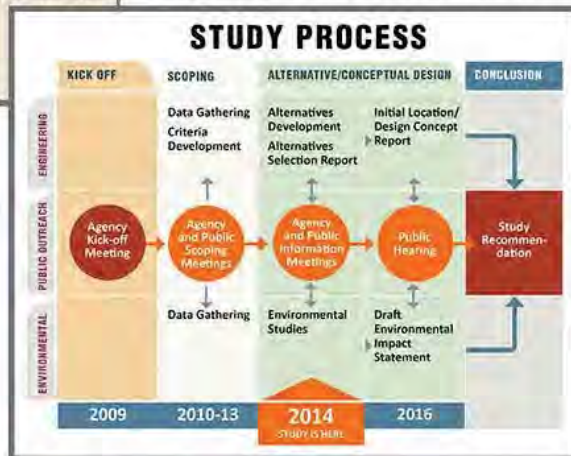 STUDY PROCESS
KICK OFF
SCOPING
ALTERNATIVE/CONCEPTUAL DESIGN
CONCLUSION
ENGINEERING
Data Gathering
Criteria
Development
Alternatives
Development
Alternatives
Selection Report
Initial Location/
Design Concept
Report
PUBLIC OUTREACH
Agency
Kick-off
Meeting
Agency
and Public
Scoping
Meetings
Agency
and Public
Information
Meetings
Public
Hearing
Study
Recommen-
dation
ENVIRONMENTAL
Data Gathering
Environmental
Studies
Draft
Environmental
Impact
Statement
2009
2010-13
2014
STUDY IS HERE
2016